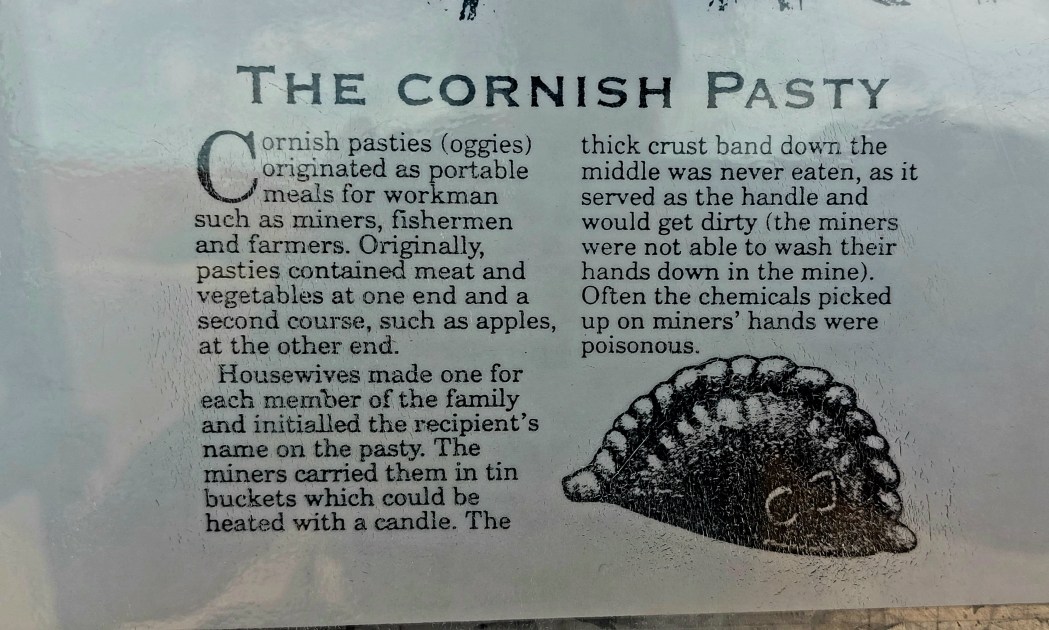 THE CORNISH PASTY
Cornish pasties (oggies)
originated as portable
meals for workman
such as miners, fishermen
and farmers. Originally,
pasties contained meat and
vegetables at one end and a
second course, such as apples,
at the other end.
Housewives made one for
each member of the family
and initialled the recipient's
name on the pasty. The
miners carried them in tin
buckets which could be
heated with a candle. The
thick crust band down the
middle was never eaten, as it
served as the handle and
would get dirty (the miners
were not able to wash their
hands down in the mine).
Often the chemicals picked
up on miners' hands were
poisonous.
CJ